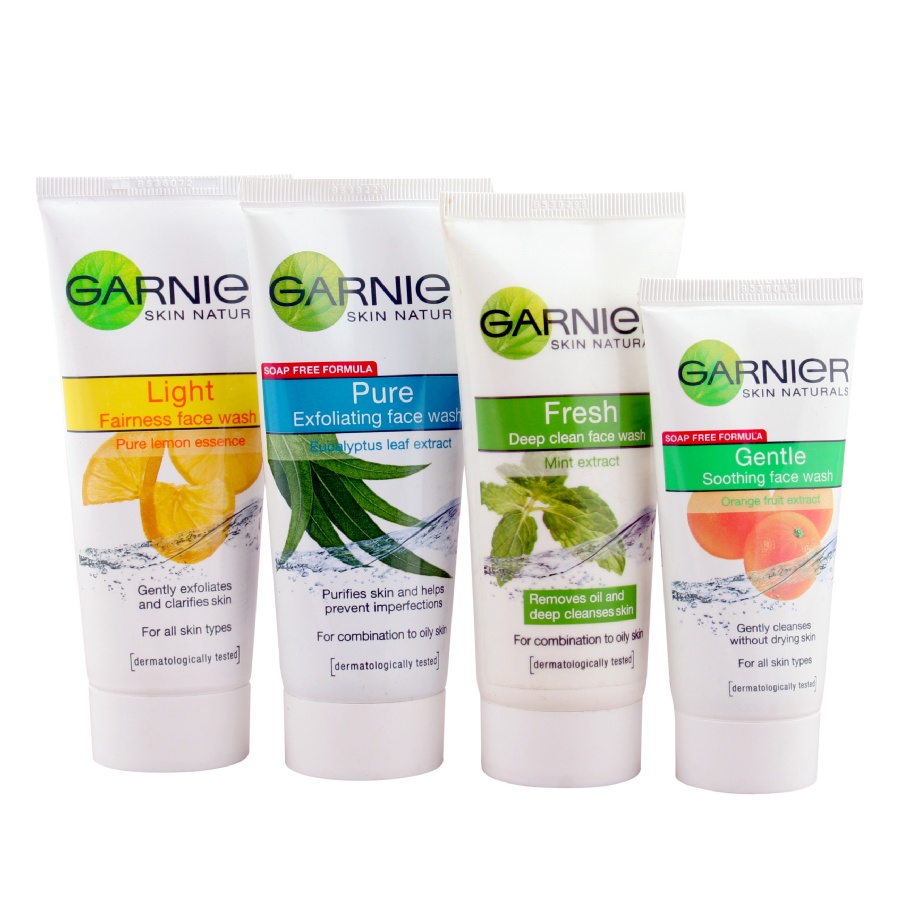 GARNIE
SKIN NATUR
Light
Fairness face wash
Pure lemon essence
Gently exfoliates
and clarifies skin
For all skin types
[dermatologically tested]
GARNIE
SKIN NATUR
SOAP FREE FORMULA
Pure
Exfoliating face wash
Eucalyptus leaf extract
Purifies skin and helps
prevent imperfections
For combination to oily skin
[dermatologically tested]
GARNIER
SKIN NATURA
Fresh
Deep clean face wash
Mint extract
Removes oil and
deep cleanses skin
For combination to oily skin
[dermatologically tested]
GARNIER
SKIN NATURALS
SOAP FREE FORMULA
Gentle
Soothing face wash
Orange fruit extract
Gently cleanses
without drying skin
For all skin types
[dermatologically tested]